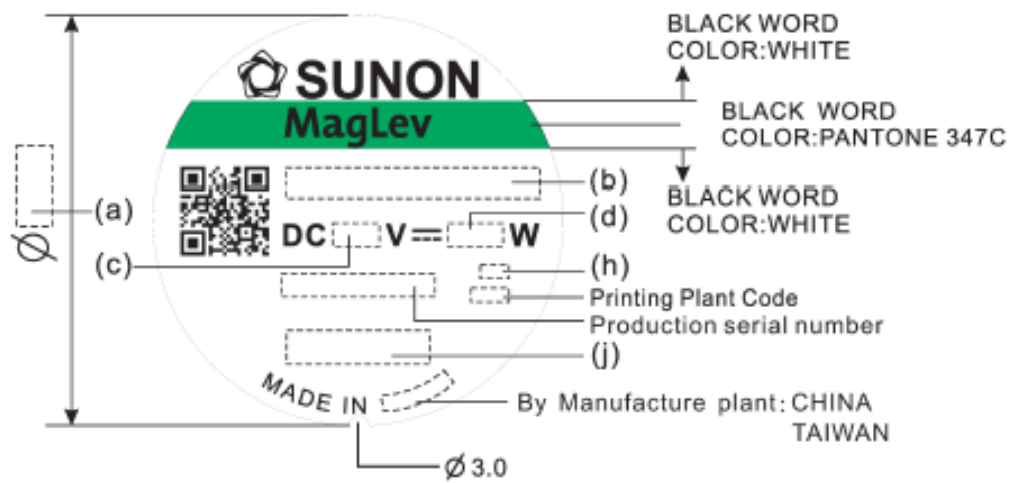 BLACK WORD
COLOR:WHITE
SUNON
MagLev
BLACK WORD
COLOR:PANTONE 347C
BLACK WORD
COLOR:WHITE
Ø
(a)
(b)
DC V W
(d)
(c)
(h)
Printing Plant Code
Production serial number
(j)
MADE IN
By Manufacture plant: CHINA
TAIWAN
Ø 3.0